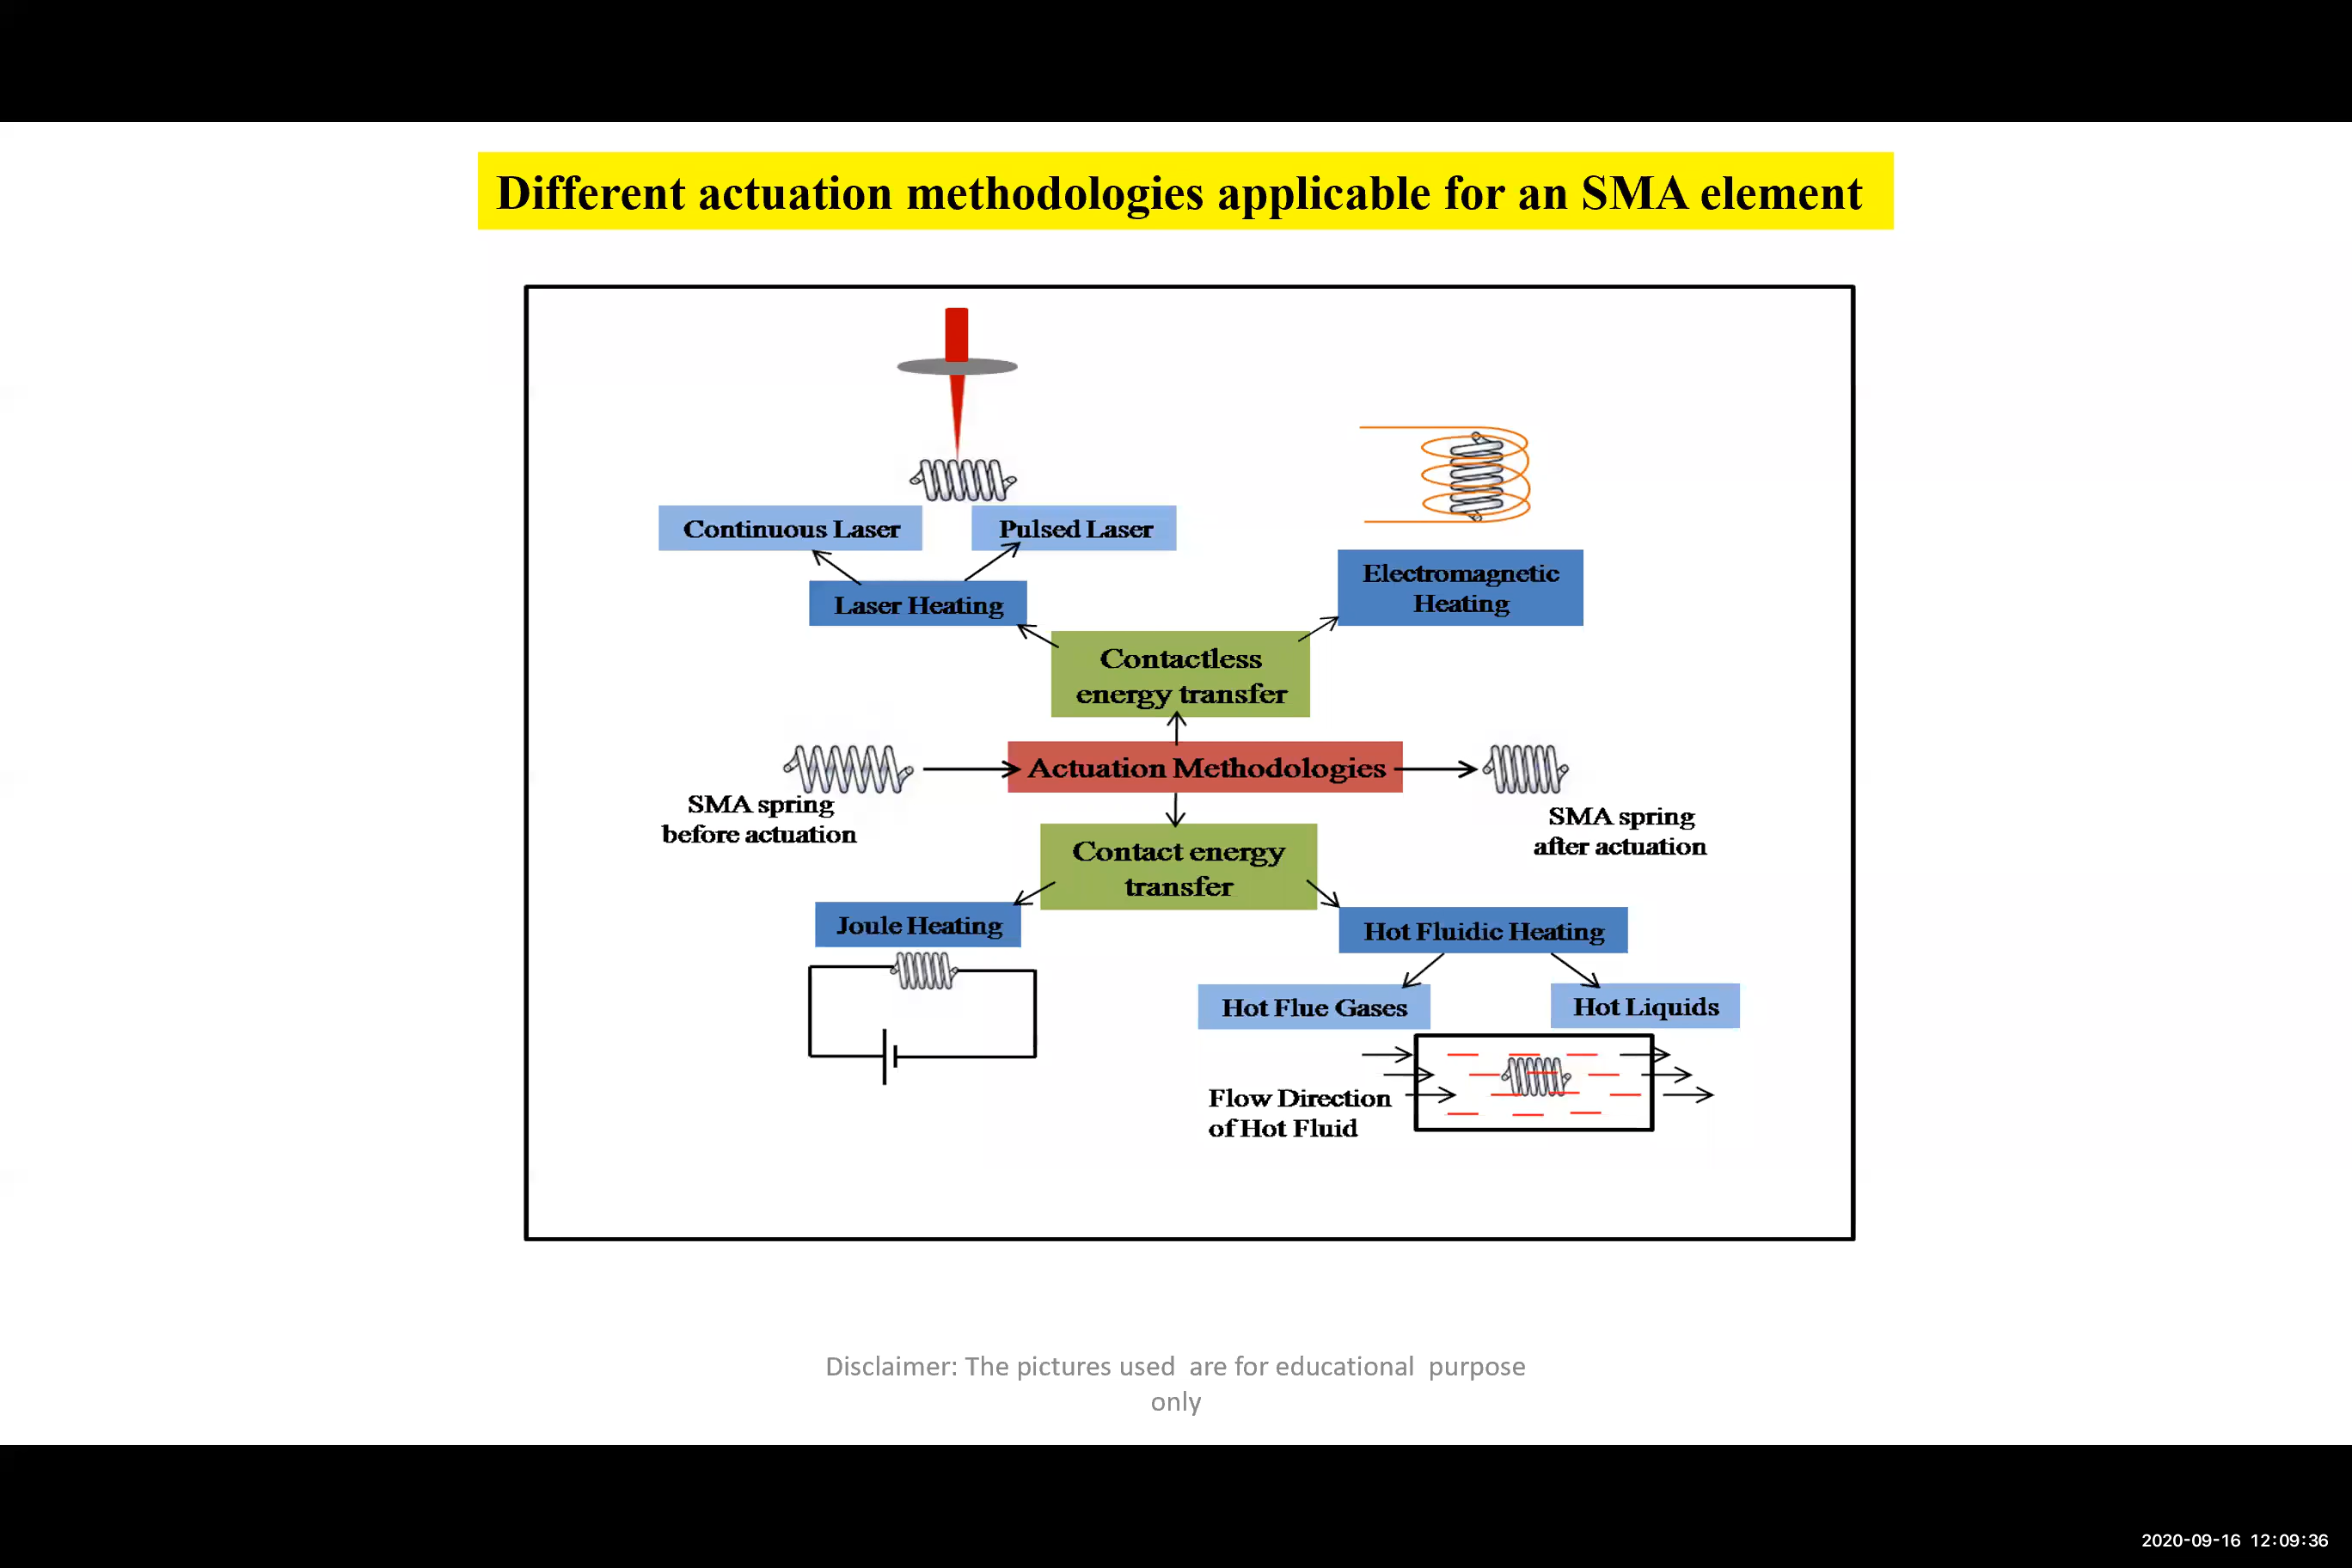 Different actuation methodologies applicable for an SMA element
Continuous Laser
Pulsed Laser
Laser Heating
Electromagnetic
Heating
Contactless
energy transfer
Actuation Methodologies
SMA spring
before actuation
SMA spring
after actuation
Contact energy
transfer
Joule Heating
Hot Fluidic Heating
Hot Flue Gases
Hot Liquids
Flow Direction
of Hot Fluid
Disclaimer: The pictures used are for educational purpose
only
2020-09-16 12:09:36